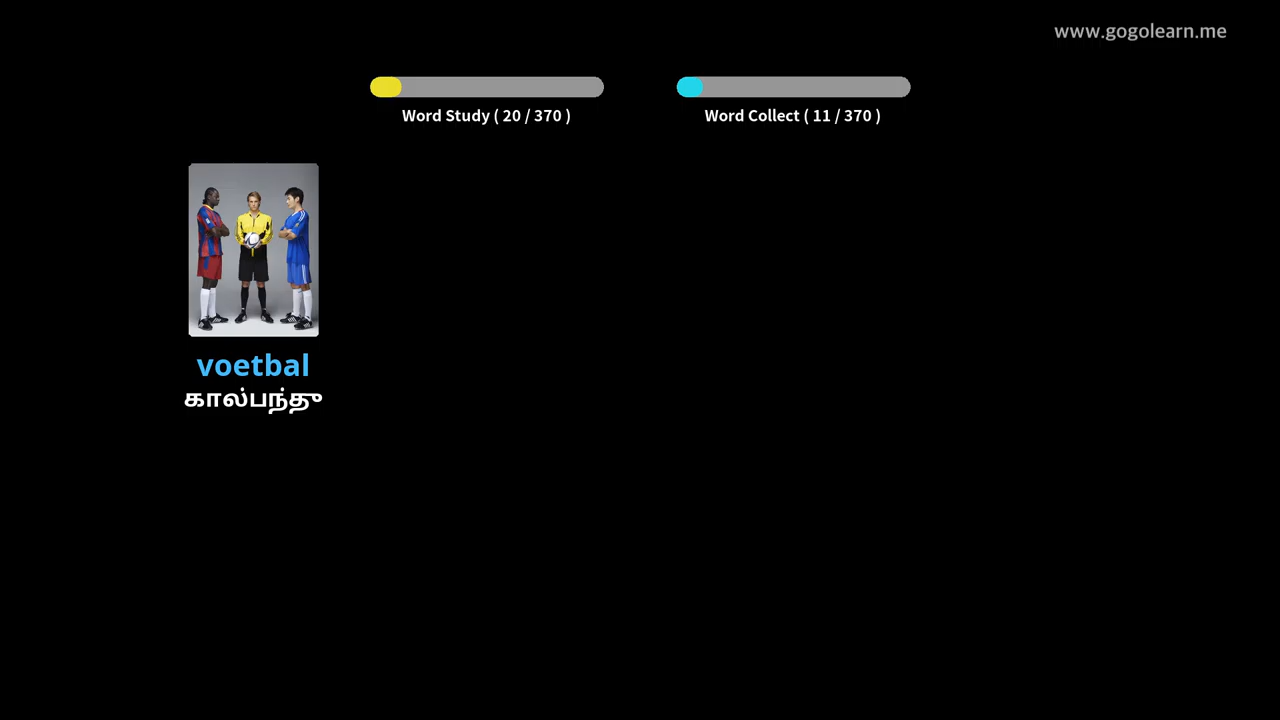 www.gogolearn.me
Word Study ( 20 / 370 )
Word Collect ( 11 / 370 )
voetbal
கால்பந்து